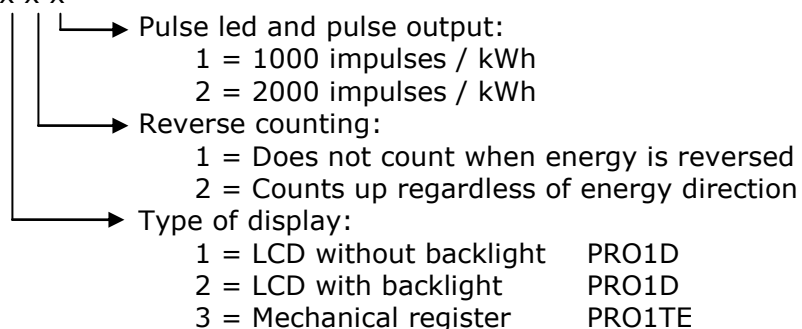 Pulse led and pulse output:
1 = 1000 impulses / kWh
2 = 2000 impulses / kWh
Reverse counting:
1 = Does not count when energy is reversed
2 = Counts up regardless of energy direction
Type of display:
1 = LCD without backlight PRO1D
2 = LCD with backlight PRO1D
3 = Mechanical register PRO1TE